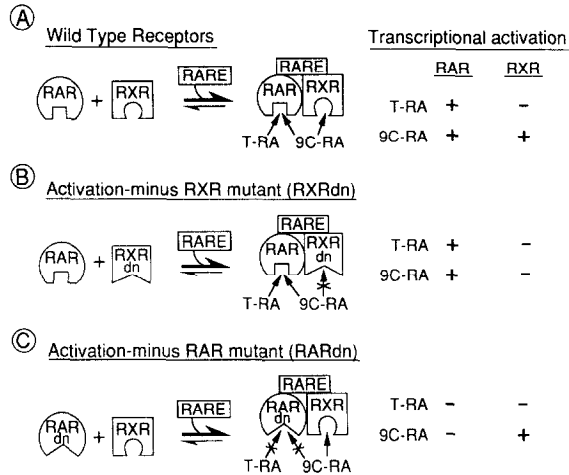 A
Wild Type Receptors
Transcriptional activation
RAR RXR
RARE
RARE
RAR + RXR
RAR RXR
T-RA 9C-RA
T-RA + -
9C-RA + +
B
Activation-minus RXR mutant (RXRdn)
RARE
RARE
RAR + RXR dn
RAR RXR dn
T-RA 9C-RA
T-RA + -
9C-RA + -
C
Activation-minus RAR mutant (RARdn)
RARE
RARE
RAR dn + RXR
RAR dn RXR
T-RA 9C-RA
T-RA - -
9C-RA - +